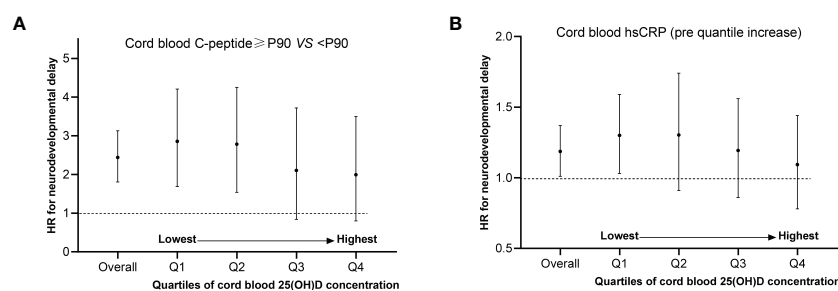 A
Cord blood C-peptide ≥ P90 VS <P90
HR for neurodevelopmental delay
5
4
3
2
1
0
Lowest
Highest
Overall
Q1
Q2
Q3
Q4
Quartiles of cord blood 25(OH)D concentration
B
Cord blood hsCRP (pre quantile increase)
HR for neurodevelopmental delay
2.0
1.5
1.0
0.5
Lowest
Highest
Overall
Q1
Q2
Q3
Q4
Quartiles of cord blood 25(OH)D concentration